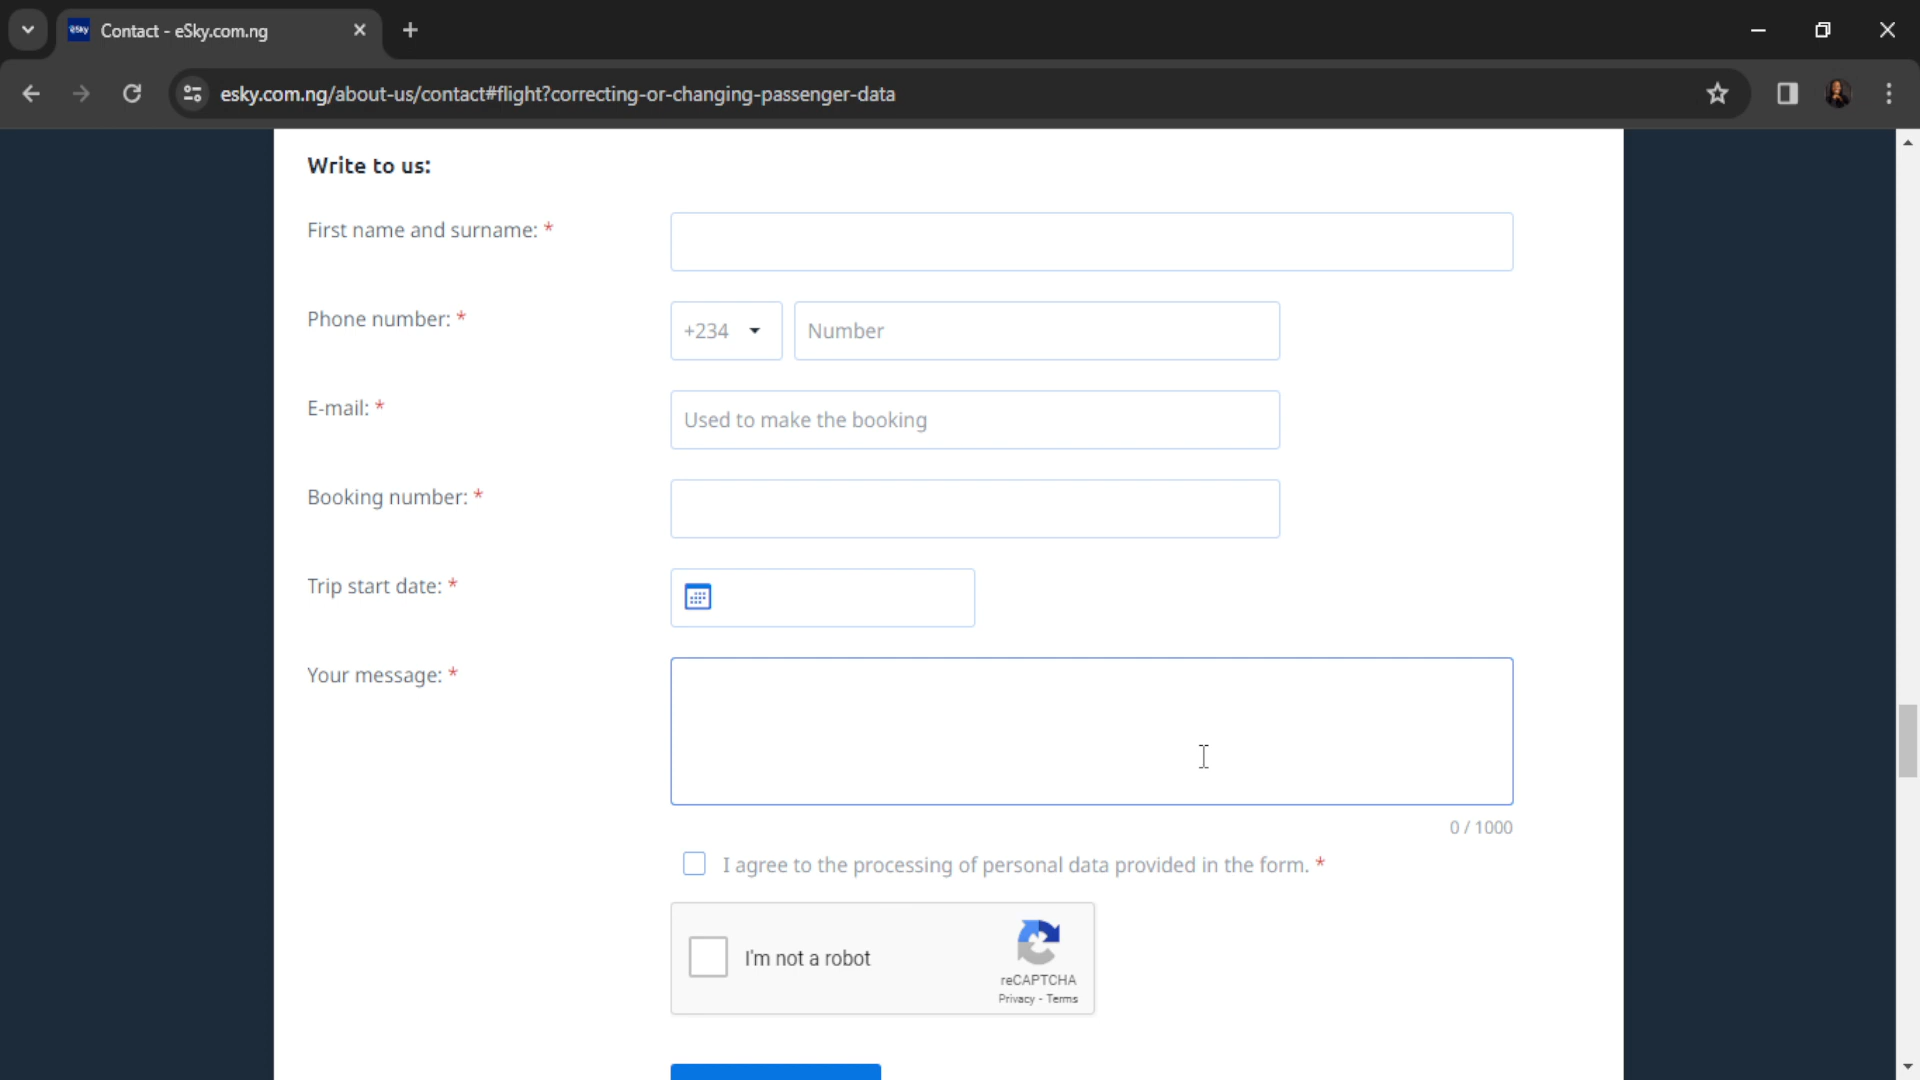 eSky Contact - eSky.com.ng
esky.com.ng/about-us/contact#flight?correcting-or-changing-passenger-data
Write to us:
First name and surname: *
Phone number: * +234 Number
E-mail: * Used to make the booking
Booking number: *
Trip start date: *
Your message: *
0 / 1000
I agree to the processing of personal data provided in the form. *
I'm not a robot
reCAPTCHA
Privacy - Terms